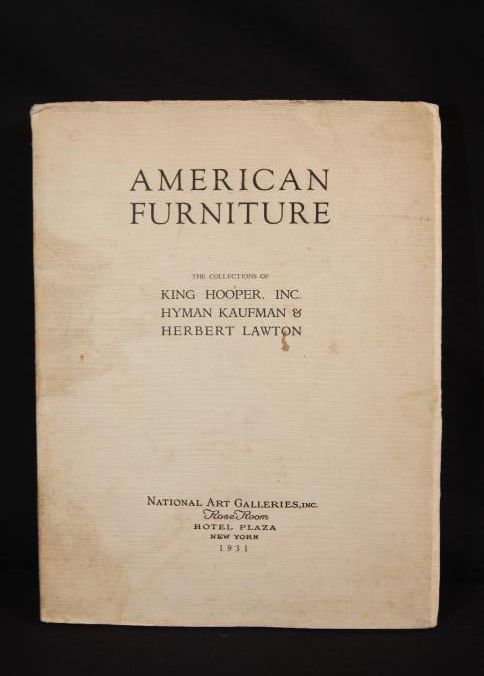 AMERICAN
FURNITURE
THE COLLECTIONS OF
KING HOOPER, INC.
HYMAN KAUFMAN &
HERBERT LAWTON
NATIONAL ART GALLERIES, INC.
Rose Room
HOTEL PLAZA
NEW YORK
1931